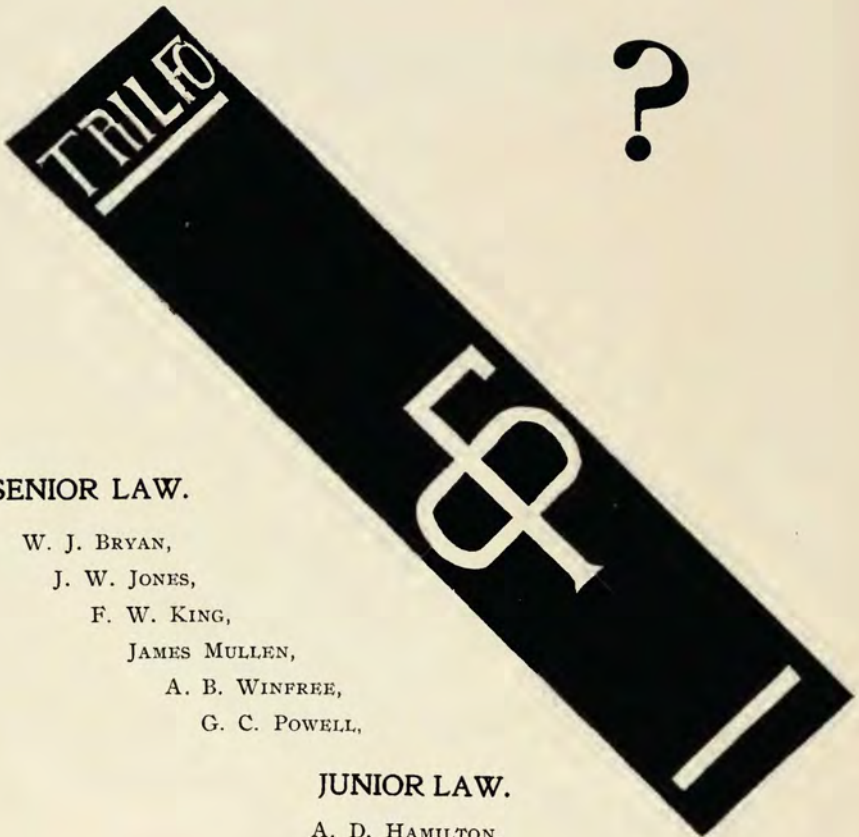 TRILFO
?
SENIOR LAW.
W. J. BRYAN,
J. W. JONES,
F. W. KING,
JAMES MULLEN,
A. B. WINFREE,
G. C. POWELL,
JUNIOR LAW.
A. D. HAMILTON